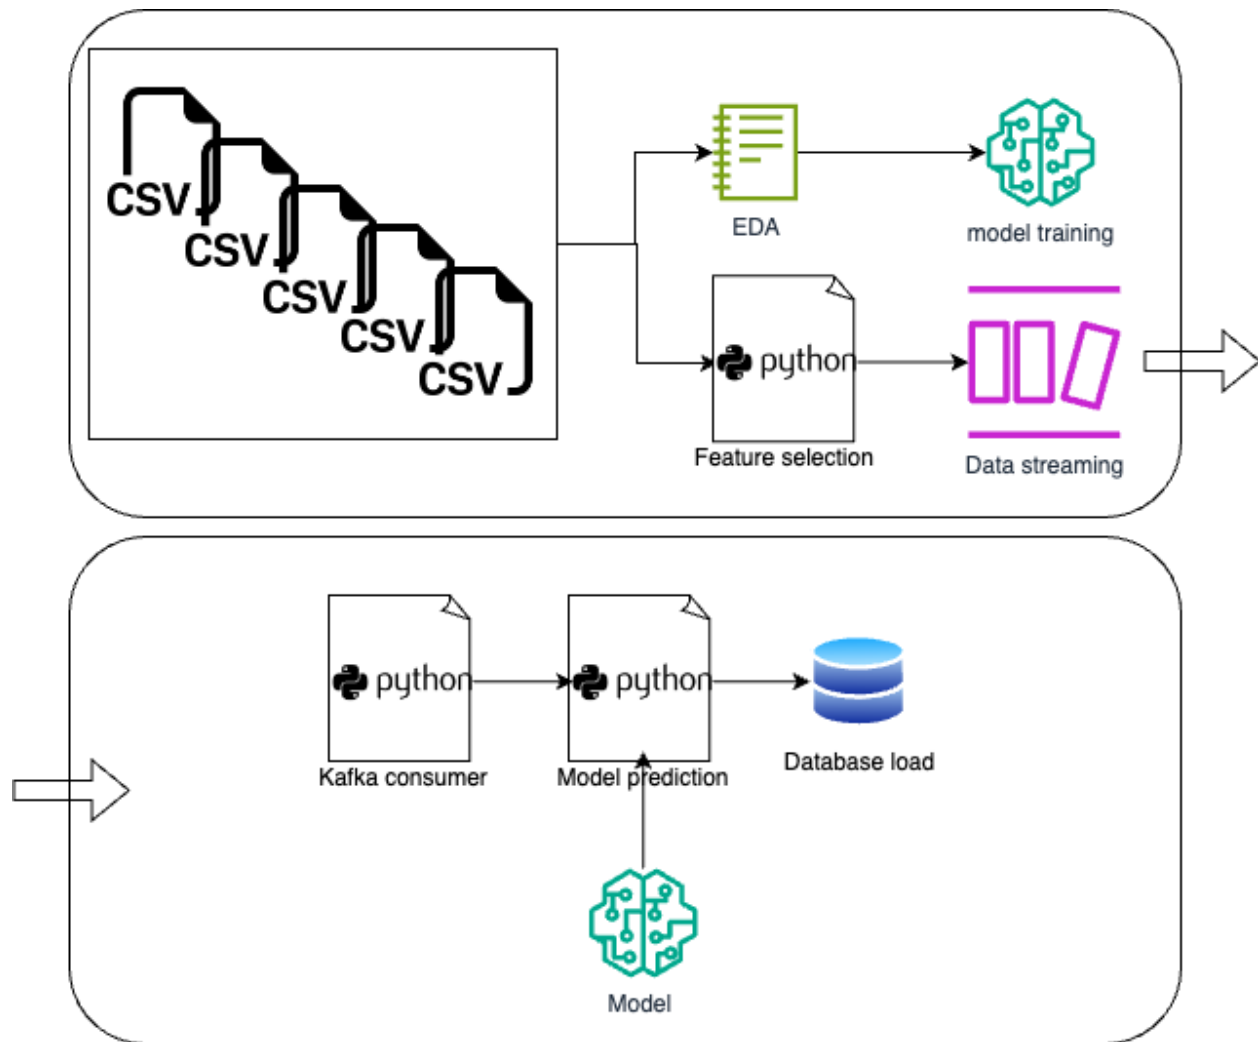 CSV
CSV
CSV
CSV
CSV
EDA
model training
python
Feature selection
Data streaming
python
Kafka consumer
python
Model prediction
Database load
Model